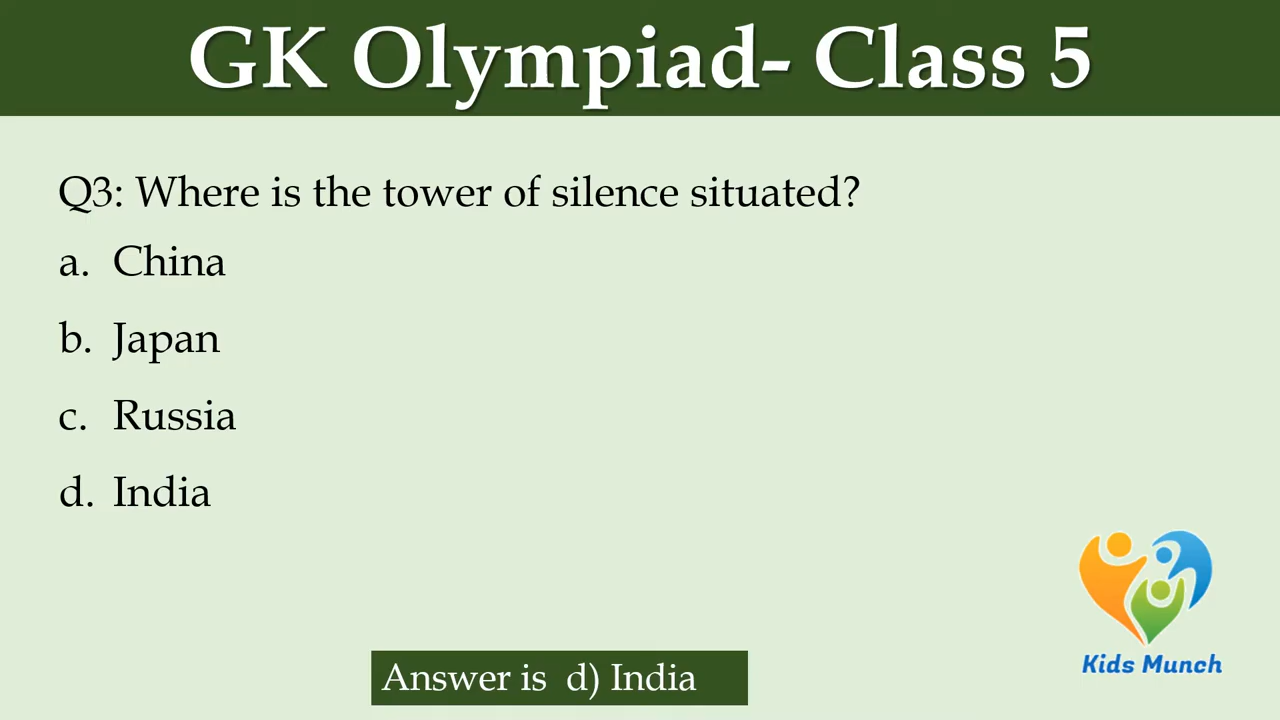 GK Olympiad- Class 5
Q3: Where is the tower of silence situated?
a. China
b. Japan
c. Russia
d. India
Kids Munch
Answer is d) India